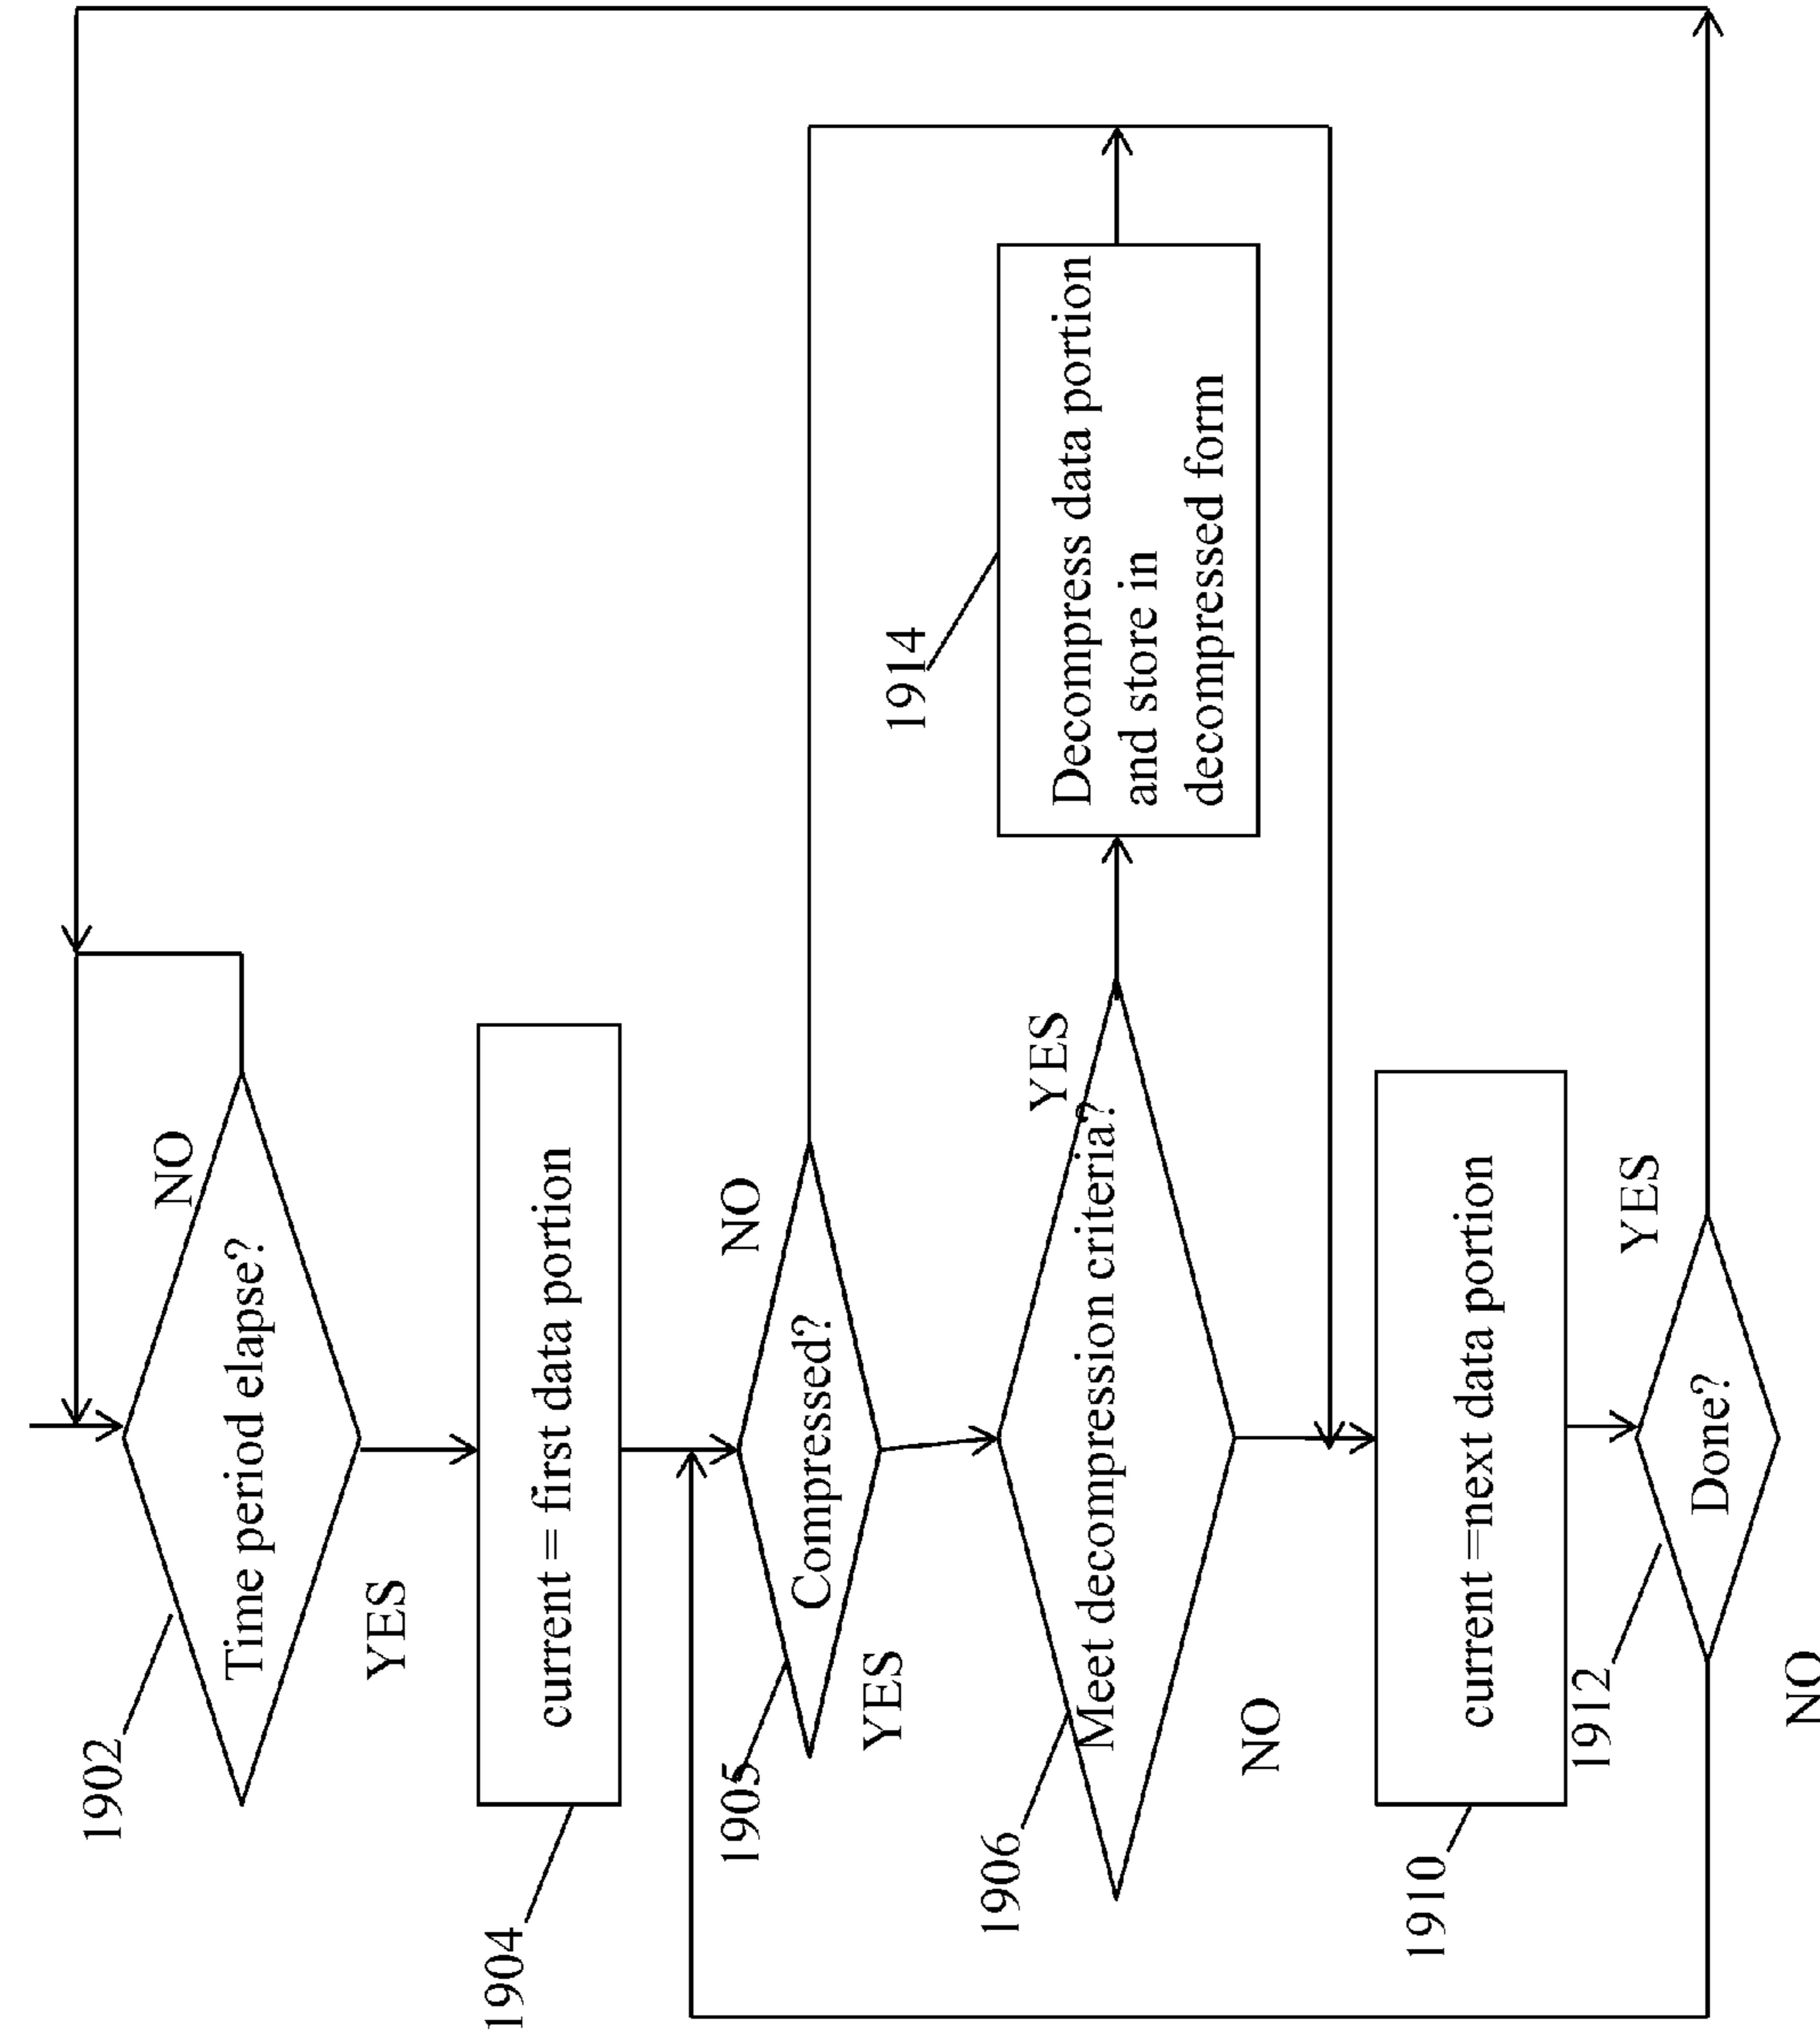 1902
Time period elapse?
NO
YES
1904
current = first data portion
1905
Compressed?
NO
YES
1906
Meet decompression criteria?
YES
NO
1914
Decompress data portion
and store in
decompressed form
1910
current =next data portion
1912
Done?
YES
NO